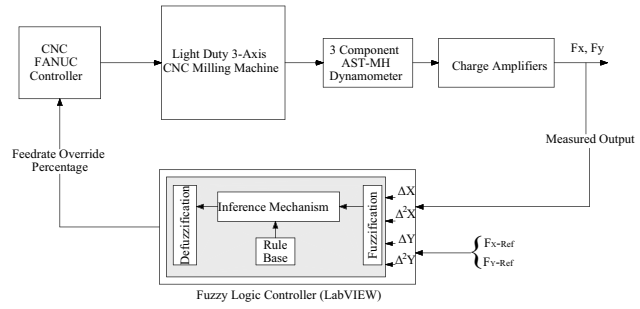 CNC
FANUC
Controller
Light Duty 3-Axis
CNC Milling Machine
3 Component
AST-MH
Dynamometer
Charge Amplifiers
Fx, Fy
Measured Output
Feedrate Override
Percentage
Defuzzification
Inference Mechanism
Rule
Base
Fuzzification
ΔX
Δ²X
ΔY
Δ²Y
FX-Ref
FY-Ref
Fuzzy Logic Controller (LabVIEW)